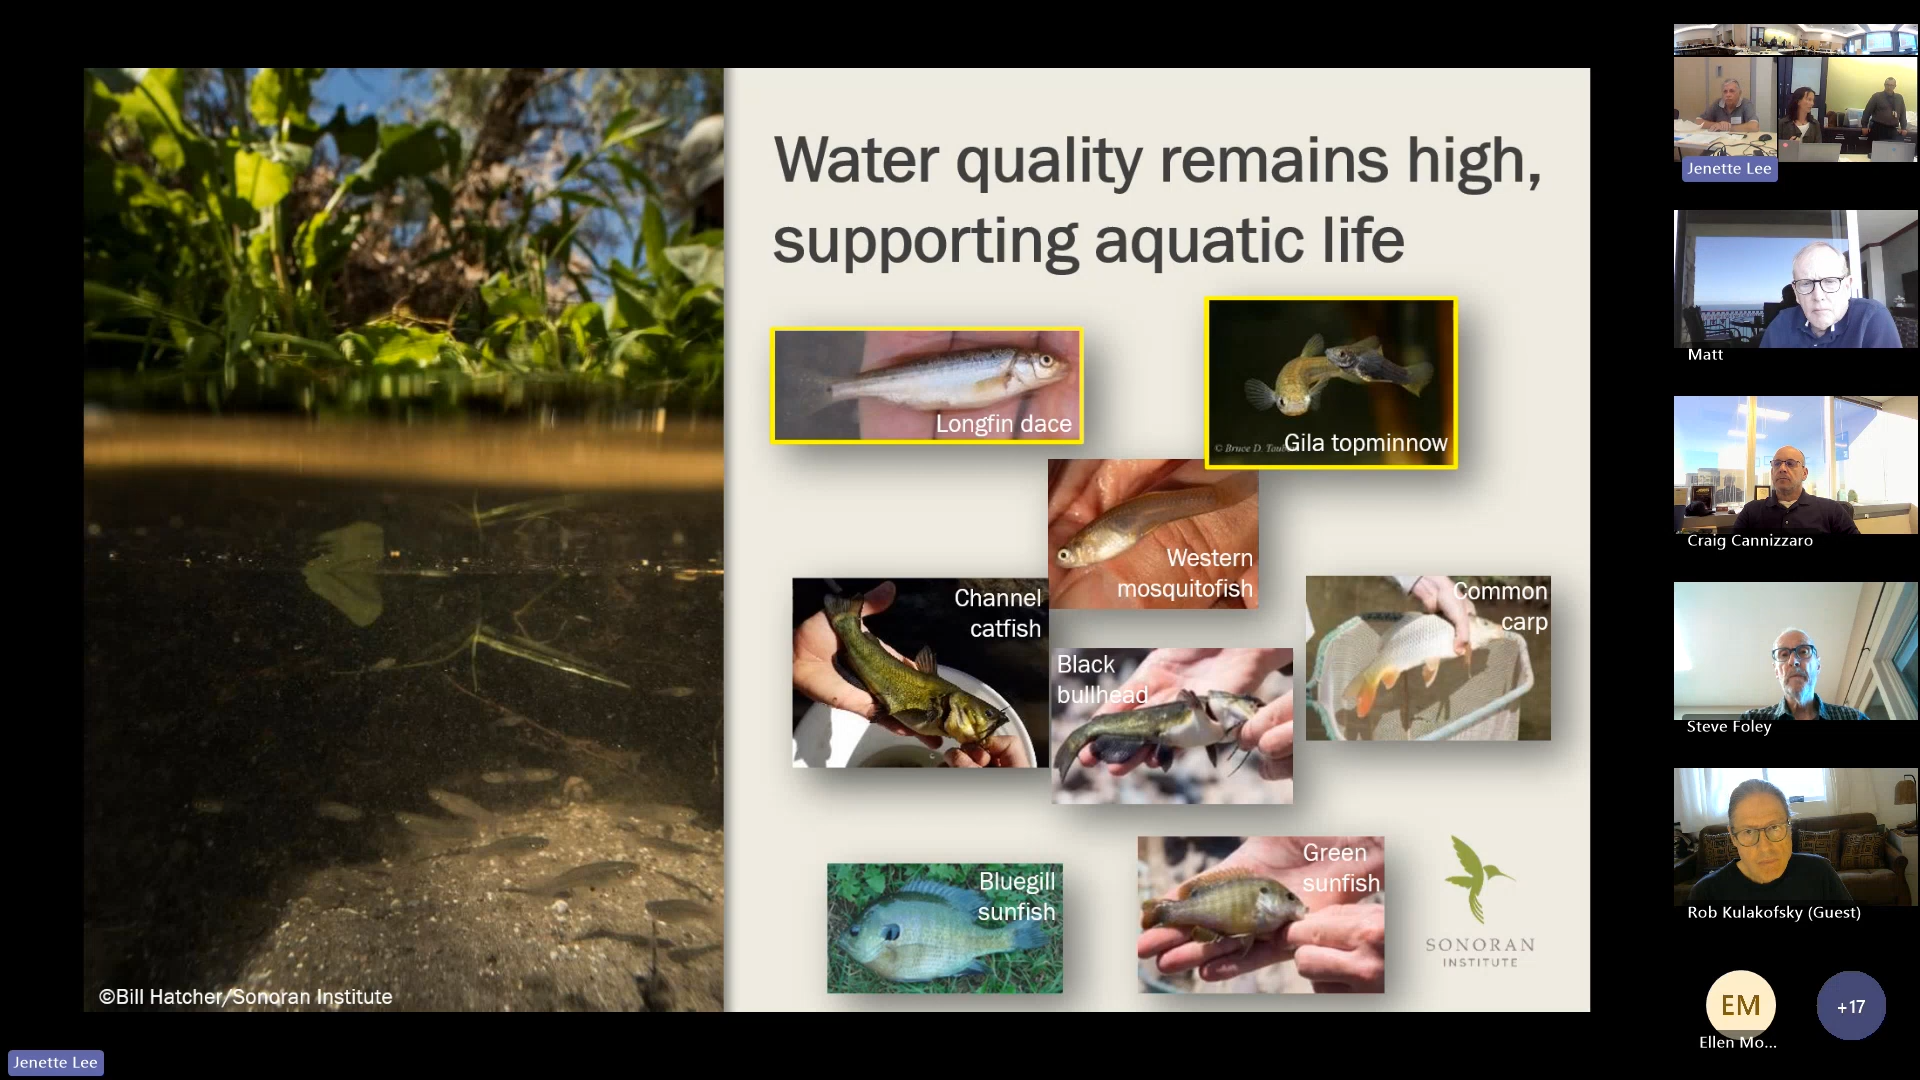 Water quality remains high,
supporting aquatic life
Longfin dace
© Bruce D.
Gila topminnow
Western
mosquitofish
Channel
catfish
Common
carp
Black
bullhead
Bluegill
sunfish
Green
sunfish
SONORAN
INSTITUTE
©Bill Hatcher/Sonoran Institute
Jenette Lee
Jenette Lee
Matt
Craig Cannizzaro
Steve Foley
Rob Kulakofsky (Guest)
EM
Ellen Mo...
+17